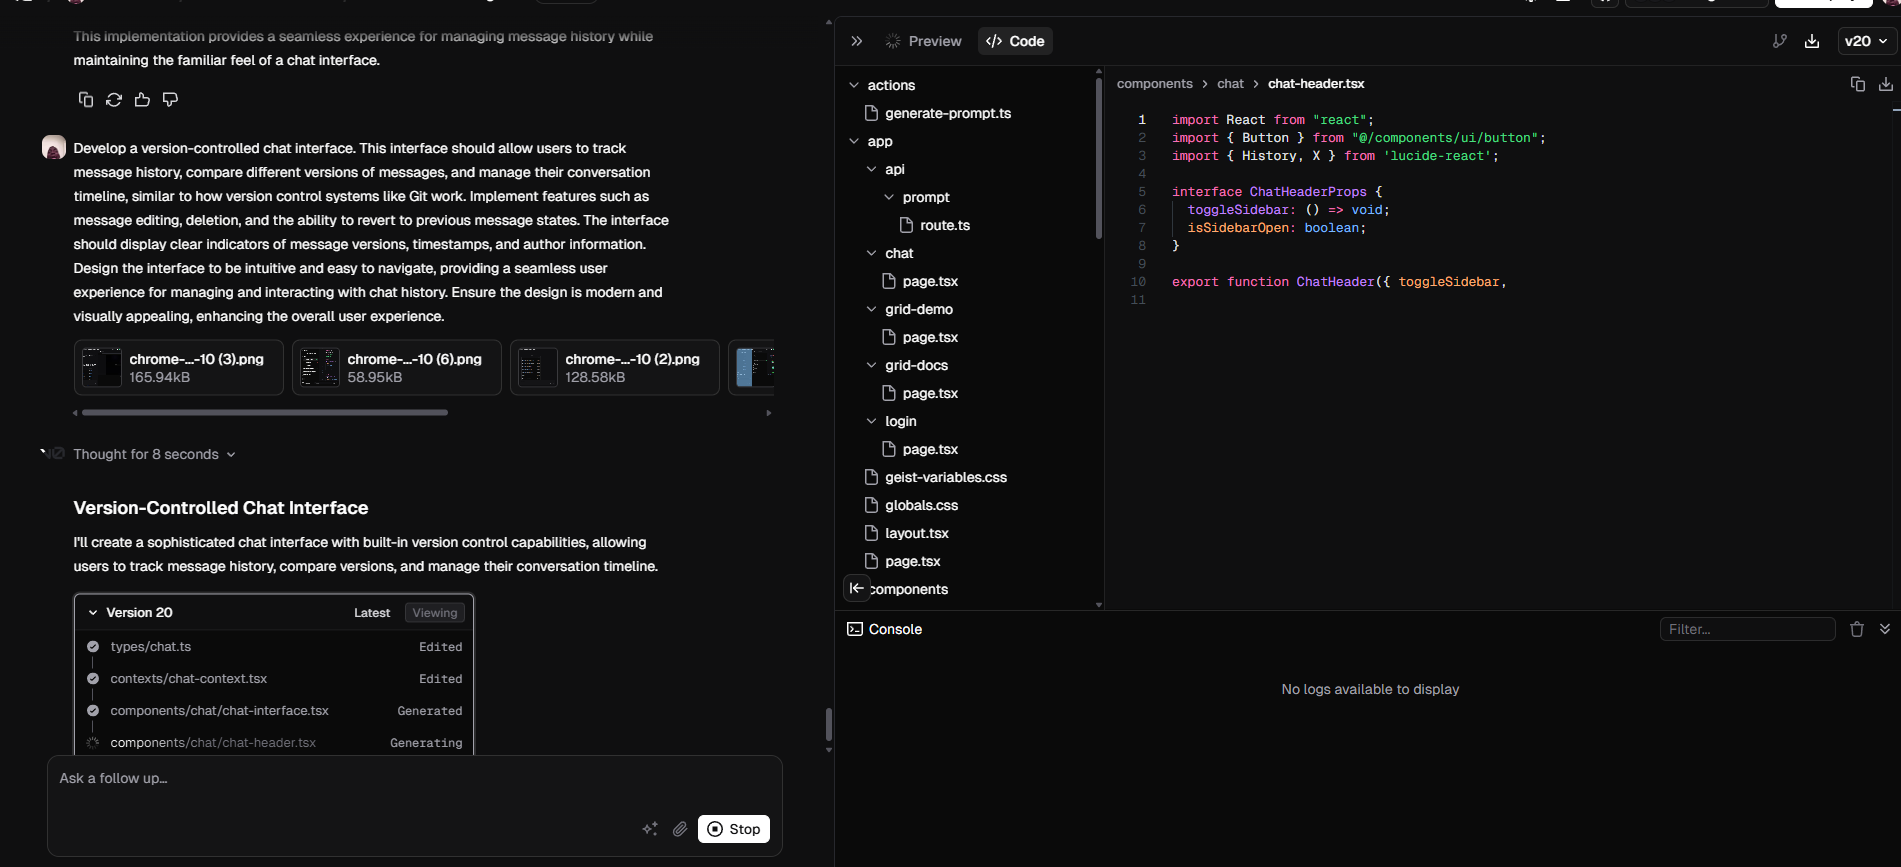 This implementation provides a seamless experience for managing message history while
maintaining the familiar feel of a chat interface.
Develop a version-controlled chat interface. This interface should allow users to track
message history, compare different versions of messages, and manage their conversation
timeline, similar to how version control systems like Git work. Implement features such as
message editing, deletion, and the ability to revert to previous message states. The interface
should display clear indicators of message versions, timestamps, and author information.
Design the interface to be intuitive and easy to navigate, providing a seamless user
experience for managing and interacting with chat history. Ensure the design is modern and
visually appealing, enhancing the overall user experience.
chrome-...-10 (3).png
165.94kB
chrome-...-10 (6).png
58.95kB
chrome-...-10 (2).png
128.58kB
Thought for 8 seconds
Version-Controlled Chat Interface
I'll create a sophisticated chat interface with built-in version control capabilities, allowing
users to track message history, compare versions, and manage their conversation timeline.
Version 20 Latest Viewing
types/chat.ts Edited
contexts/chat-context.tsx Edited
components/chat/chat-interface.tsx Generated
components/chat/chat-header.tsx Generating
Ask a follow up...
Stop
Preview
Code
v20
actions
generate-prompt.ts
app
api
prompt
route.ts
chat
page.tsx
grid-demo
page.tsx
grid-docs
page.tsx
login
page.tsx
geist-variables.css
globals.css
layout.tsx
page.tsx
components
components > chat > chat-header.tsx
1 import React from "react";
2 import { Button } from "@/components/ui/button";
3 import { History, X } from 'lucide-react';
4
5 interface ChatHeaderProps {
6 toggleSidebar: () => void;
7 isSidebarOpen: boolean;
8 }
9
10 export function ChatHeader({ toggleSidebar,
11
Console
Filter...
No logs available to display